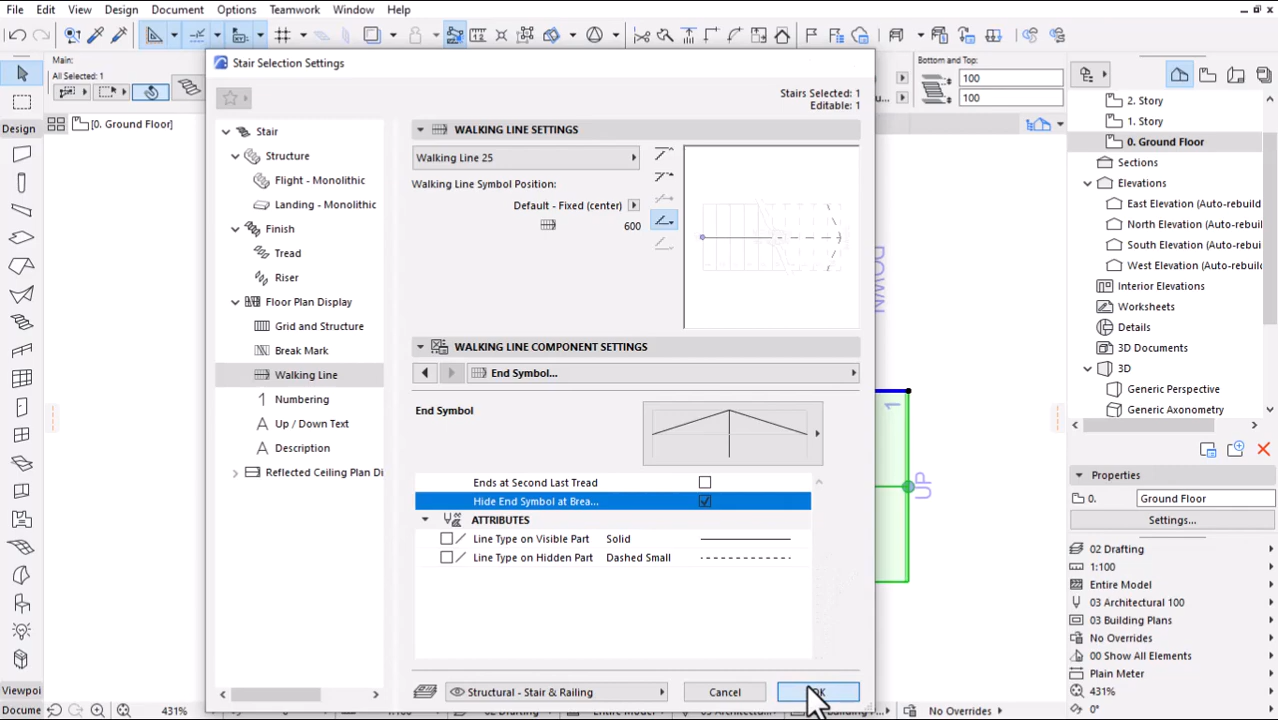 File Edit View Design Document Options Teamwork Window Help
Main:
All Selected: 1
Bottom and Top:
100
100
[0. Ground Floor]
Design
Viewpoi
Docume
Stair Selection Settings
Stairs Selected: 1
Editable: 1
Stair
Structure
Flight - Monolithic
Landing - Monolithic
Finish
Tread
Riser
Floor Plan Display
Grid and Structure
Break Mark
Walking Line
Numbering
Up / Down Text
Description
Reflected Ceiling Plan Di
WALKING LINE SETTINGS
Walking Line 25
Walking Line Symbol Position:
Default - Fixed (center)
600
WALKING LINE COMPONENT SETTINGS
End Symbol...
End Symbol
Ends at Second Last Tread
Hide End Symbol at Brea...
ATTRIBUTES
Line Type on Visible Part Solid
Line Type on Hidden Part Dashed Small
Structural - Stair & Railing
Cancel
OK
DOWN
1
UP
2. Story
1. Story
0. Ground Floor
Sections
Elevations
East Elevation (Auto-rebuild
North Elevation (Auto-rebuild
South Elevation (Auto-rebuild
West Elevation (Auto-rebuild
Interior Elevations
Worksheets
Details
3D Documents
3D
Generic Perspective
Generic Axonometry
Properties
0. Ground Floor
Settings...
02 Drafting
1:100
Entire Model
03 Architectural 100
03 Building Plans
No Overrides
00 Show All Elements
Plain Meter
431%
0°
431%
No Overrides